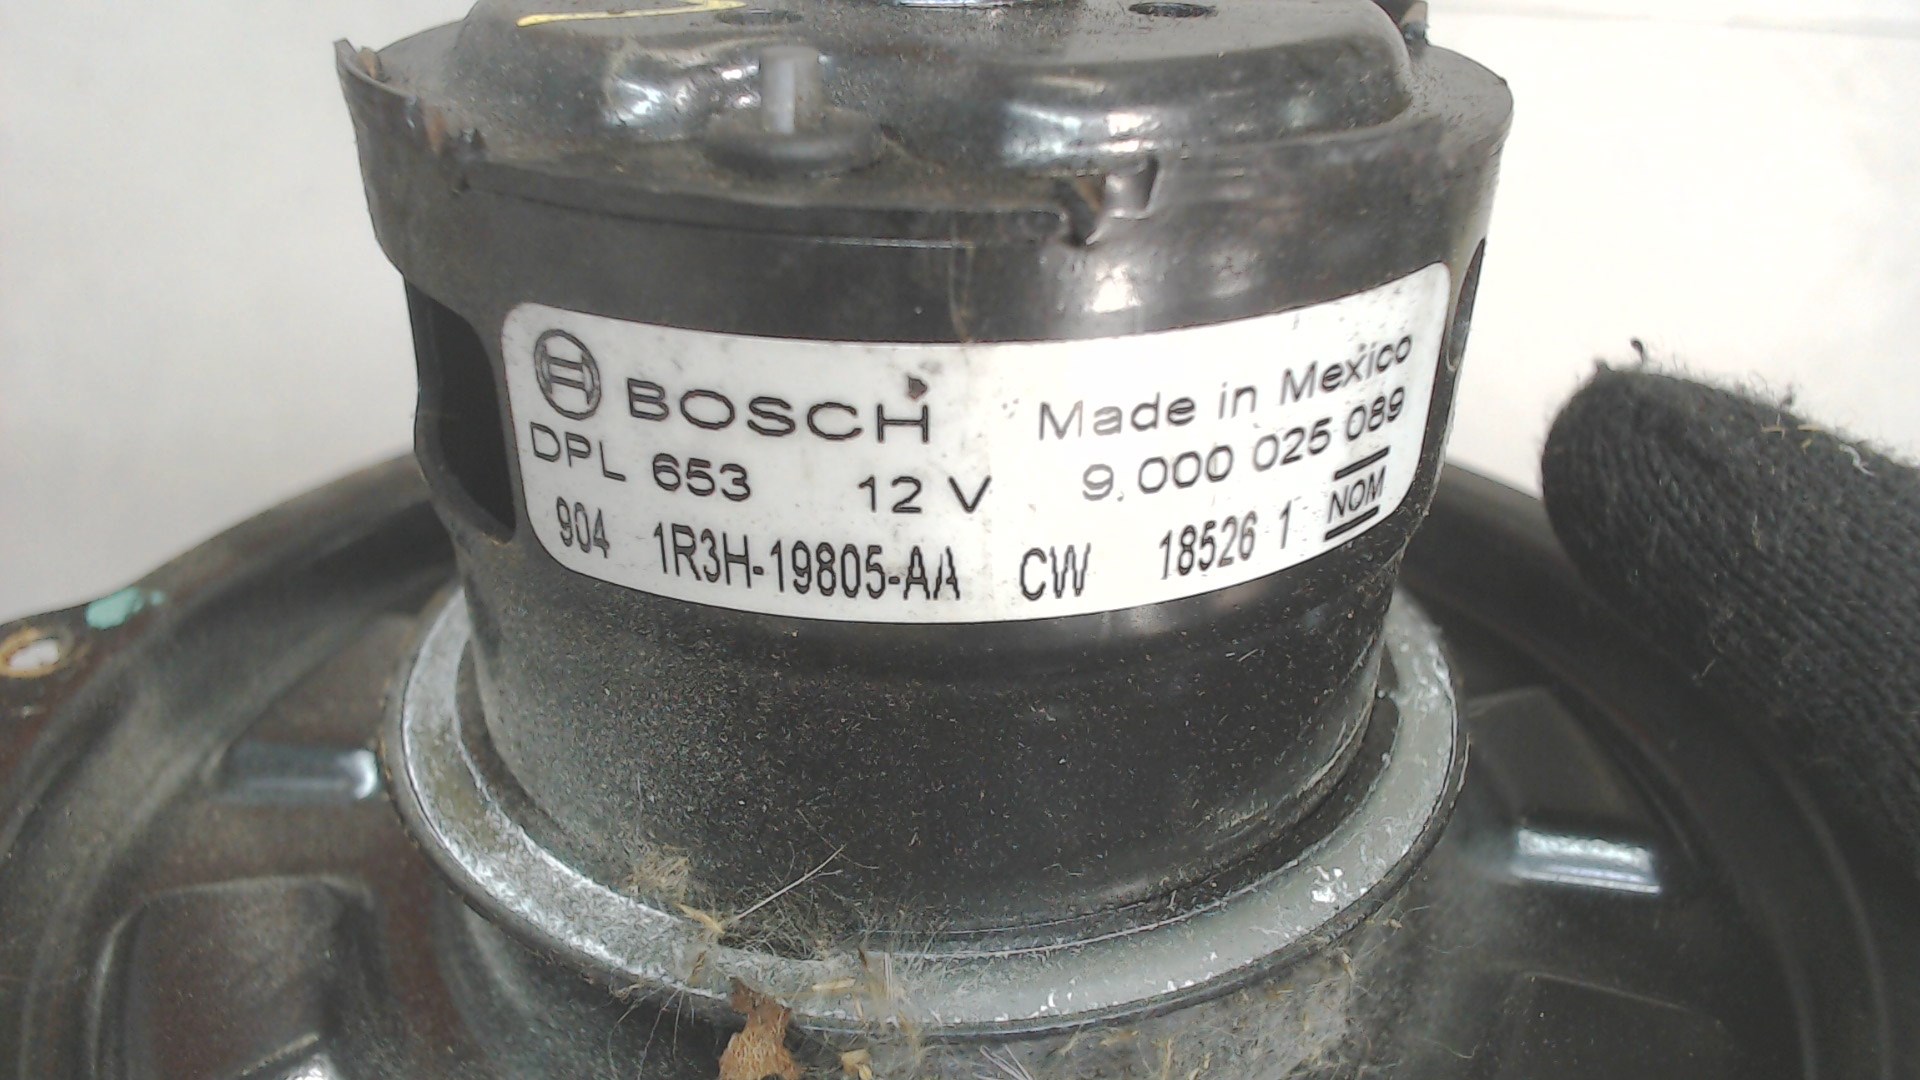 BOSCH Made in Mexico
DPL 653 12 V 9.000 025 089
904 1R3H-19805-AA CW 18526 1 NOM